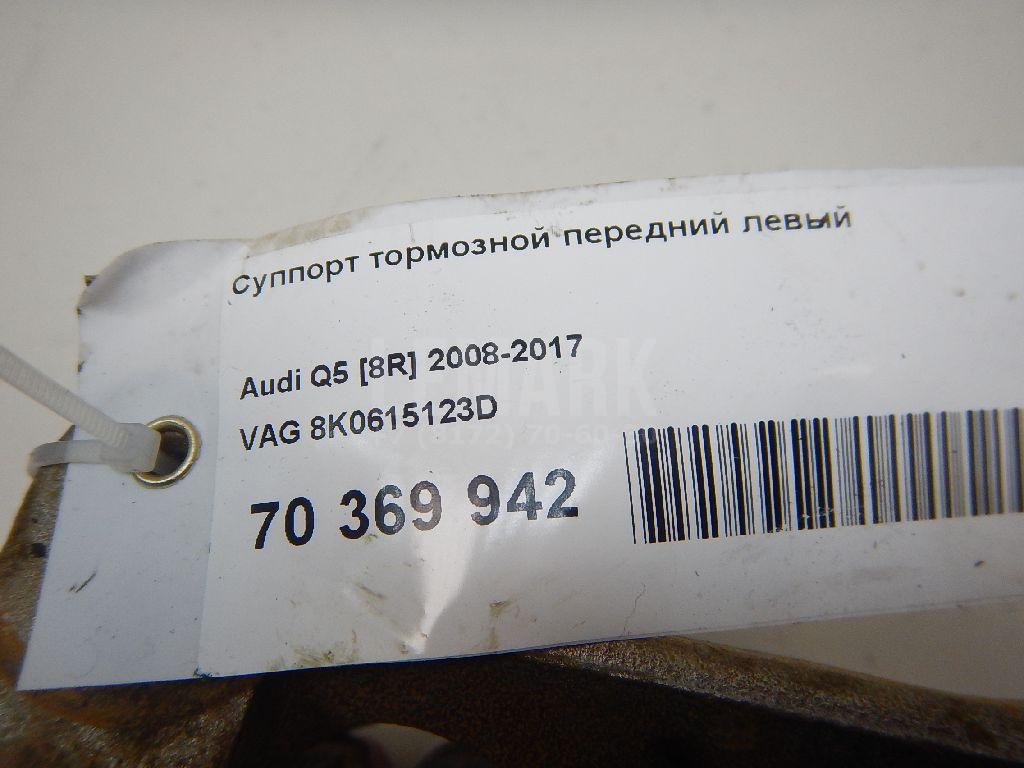 Суппорт тормозной передний левый
Audi Q5 [8R] 2008-2017
VAG 8K0615123D
70 369 942